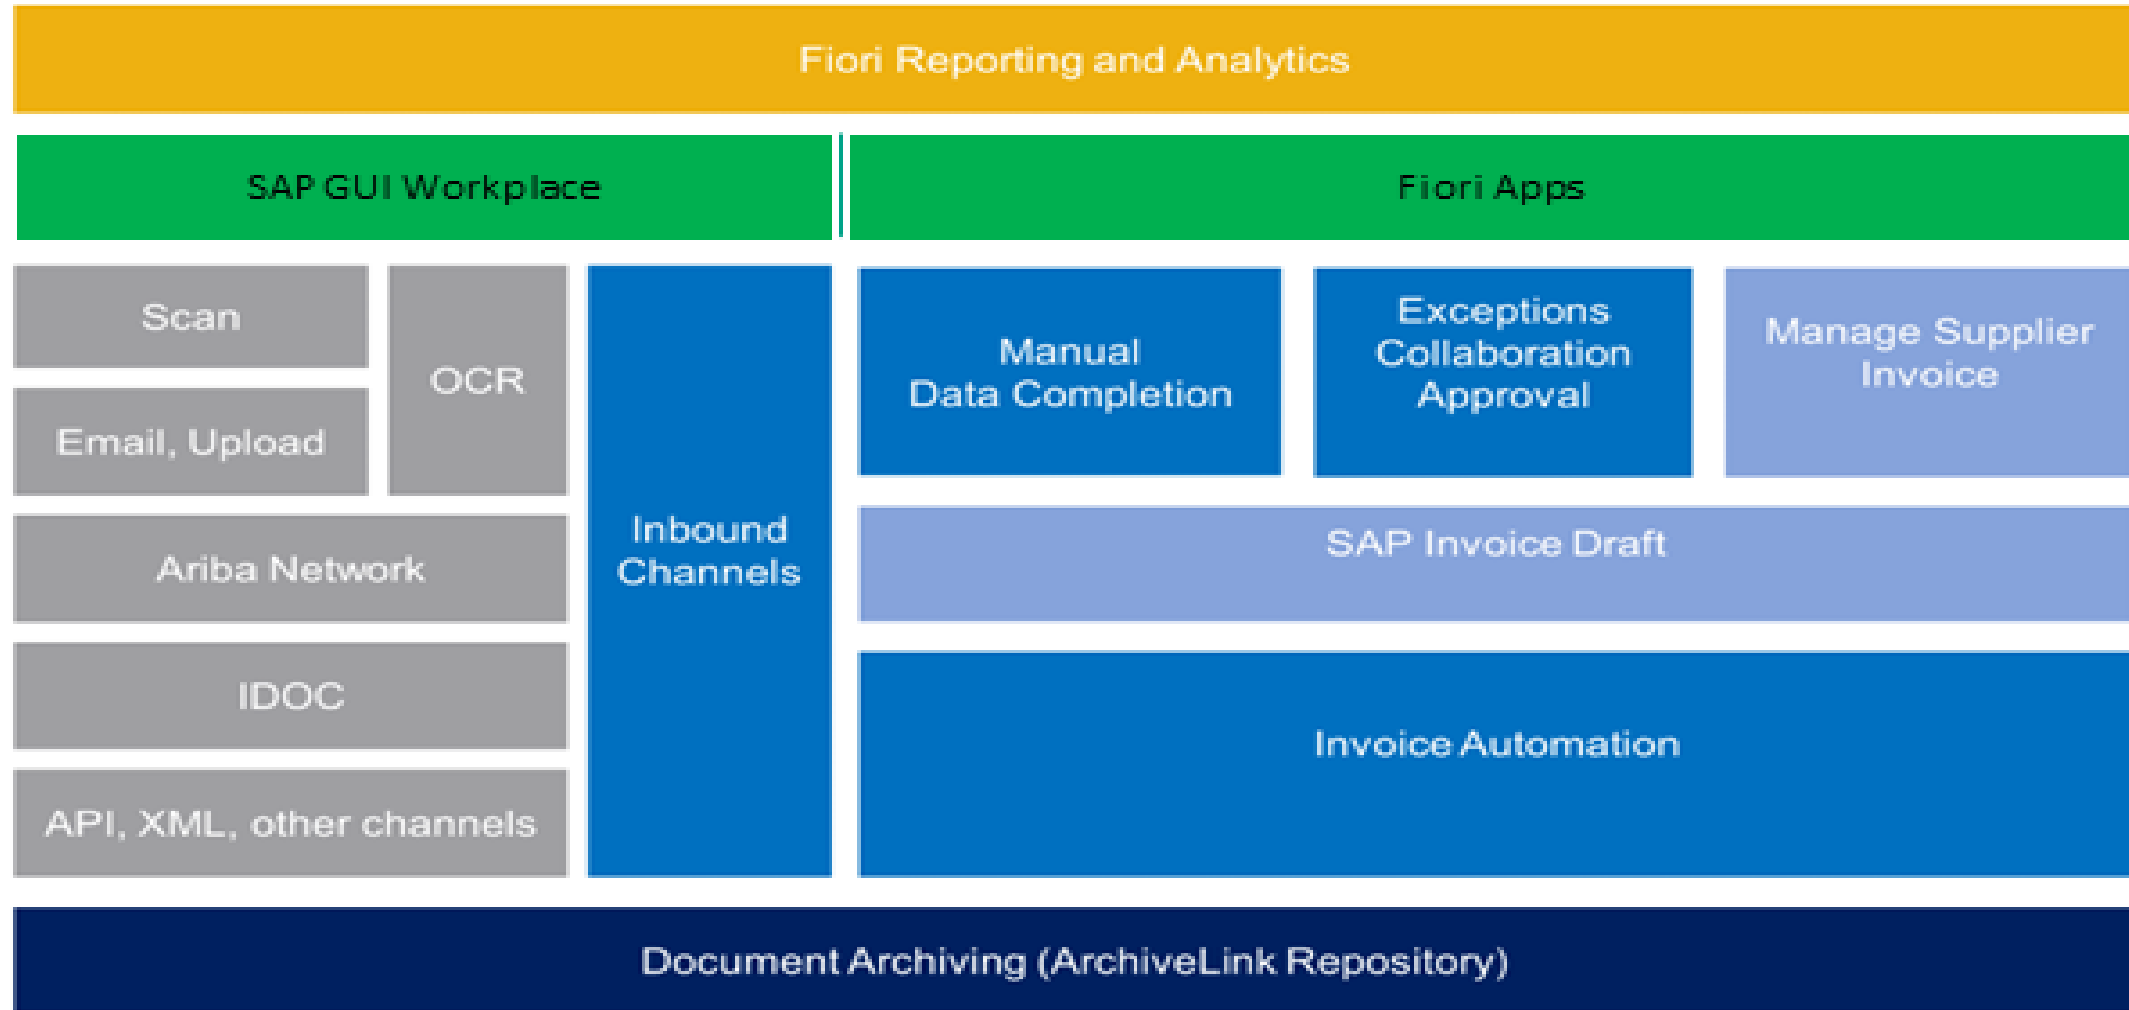 Fiori Reporting and Analytics
SAP GUI Workplace
Fiori Apps
Scan
OCR
Email, Upload
Ariba Network
IDOC
API, XML, other channels
Inbound
Channels
Manual
Data Completion
Exceptions
Collaboration
Approval
Manage Supplier
Invoice
SAP Invoice Draft
Invoice Automation
Document Archiving (ArchiveLink Repository)